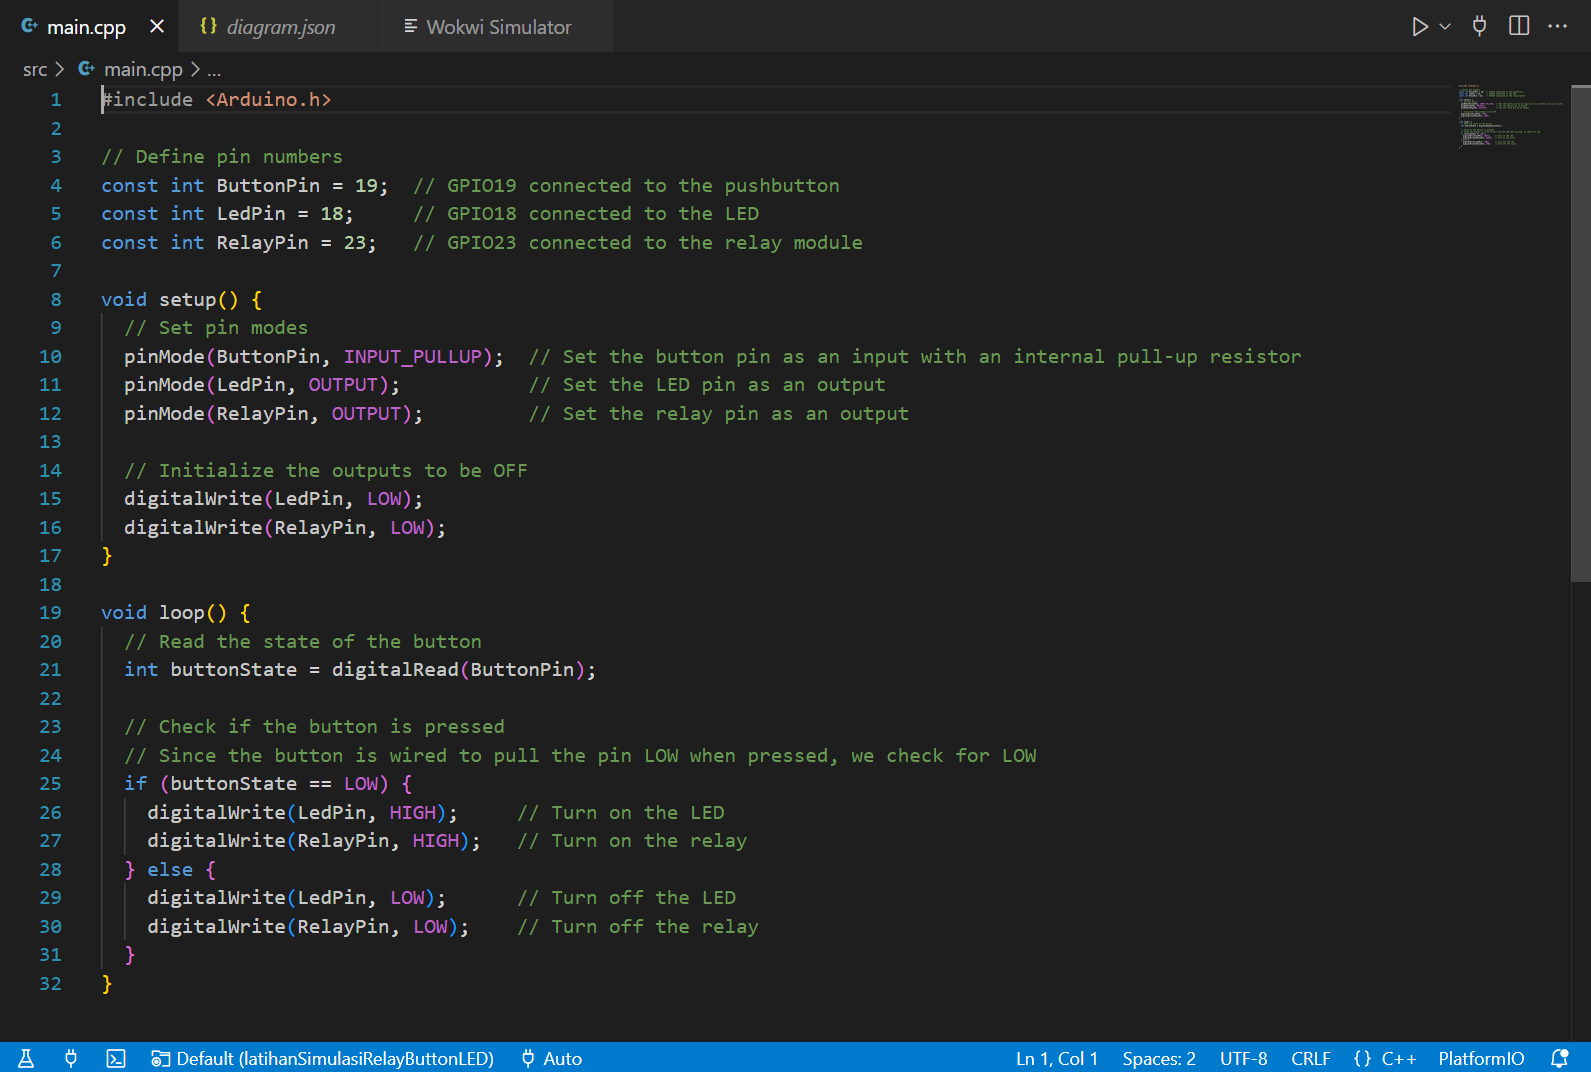 main.cpp
{} diagram.json
Wokwi Simulator
src > main.cpp > ...
1 #include <Arduino.h>
2
3 // Define pin numbers
4 const int ButtonPin = 19;  // GPIO19 connected to the pushbutton
5 const int LedPin = 18;     // GPIO18 connected to the LED
6 const int RelayPin = 23;   // GPIO23 connected to the relay module
7
8 void setup() {
9   // Set pin modes
10   pinMode(ButtonPin, INPUT_PULLUP);  // Set the button pin as an input with an internal pull-up resistor
11   pinMode(LedPin, OUTPUT);           // Set the LED pin as an output
12   pinMode(RelayPin, OUTPUT);         // Set the relay pin as an output
13
14   // Initialize the outputs to be OFF
15   digitalWrite(LedPin, LOW);
16   digitalWrite(RelayPin, LOW);
17 }
18
19 void loop() {
20   // Read the state of the button
21   int buttonState = digitalRead(ButtonPin);
22
23   // Check if the button is pressed
24   // Since the button is wired to pull the pin LOW when pressed, we check for LOW
25   if (buttonState == LOW) {
26     digitalWrite(LedPin, HIGH);     // Turn on the LED
27     digitalWrite(RelayPin, HIGH);   // Turn on the relay
28   } else {
29     digitalWrite(LedPin, LOW);      // Turn off the LED
30     digitalWrite(RelayPin, LOW);    // Turn off the relay
31   }
32 }
Default (latihanSimulasiRelayButtonLED) Auto Ln 1, Col 1 Spaces: 2 UTF-8 CRLF {} C++ PlatformIO